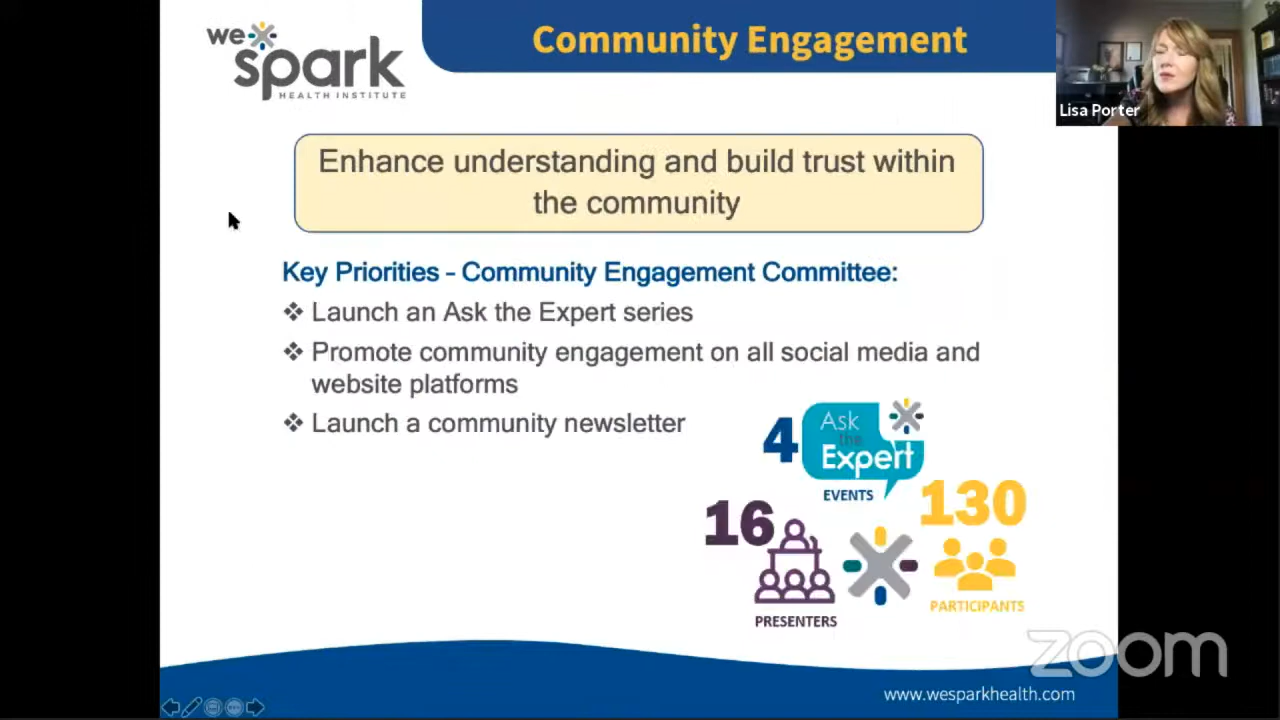 we
spark
HEALTH INSTITUTE
Community Engagement
Lisa Porter
Enhance understanding and build trust within
the community
Key Priorities – Community Engagement Committee:
❖ Launch an Ask the Expert series
❖ Promote community engagement on all social media and
website platforms
❖ Launch a community newsletter
4
Ask
the
Expert
EVENTS
16
PRESENTERS
130
PARTICIPANTS
zoom
www.wesparkhealth.com